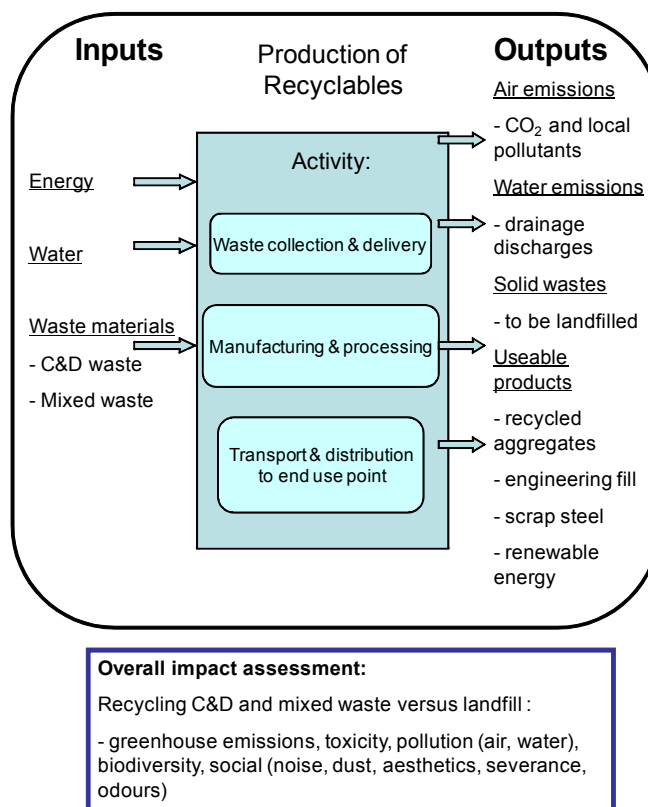 Inputs
Production of
Recyclables
Outputs
Energy
Water
Waste materials
- C&D waste
- Mixed waste
Activity:
Waste collection & delivery
Manufacturing & processing
Transport & distribution
to end use point
Air emissions
- CO₂ and local
pollutants
Water emissions
- drainage
discharges
Solid wastes
- to be landfilled
Useable
products
- recycled
aggregates
- engineering fill
- scrap steel
- renewable
energy
Overall impact assessment:
Recycling C&D and mixed waste versus landfill :
- greenhouse emissions, toxicity, pollution (air, water),
biodiversity, social (noise, dust, aesthetics, severance,
odours)